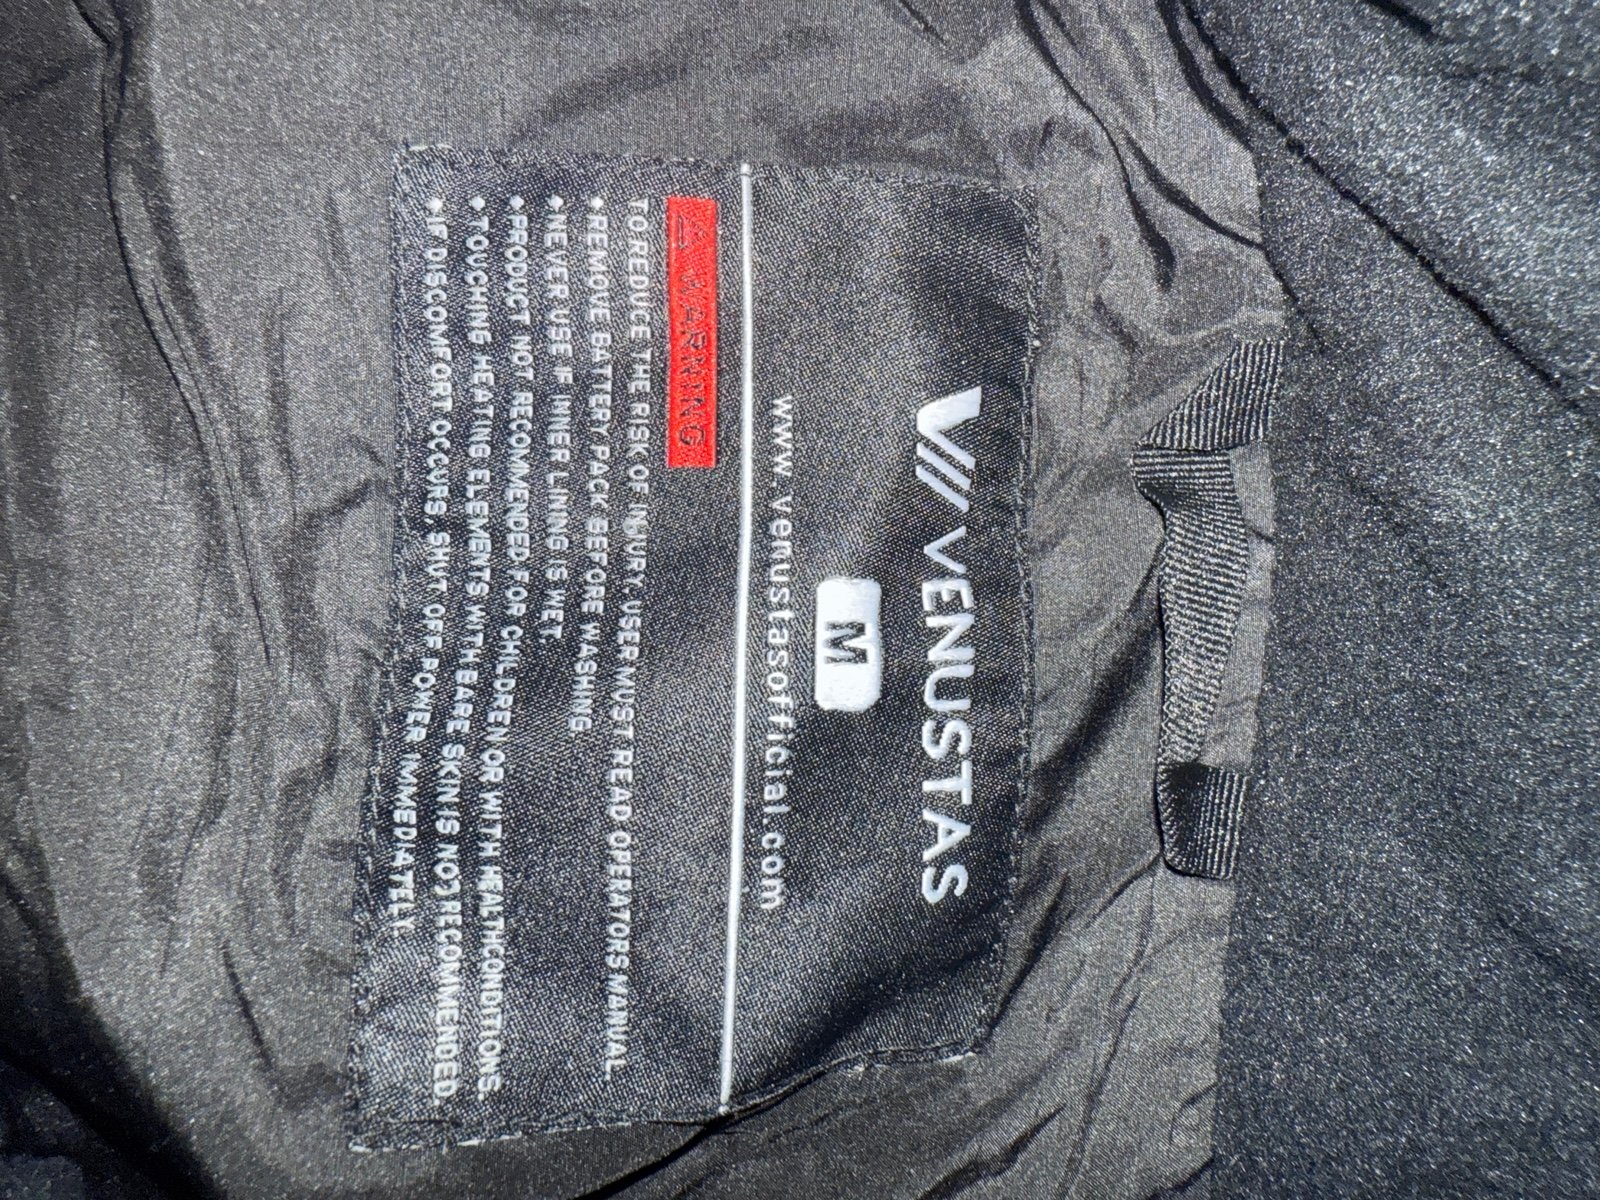 VENUSTAS
M
www.venustasofficial.com
⚠ WARNING
TO REDUCE THE RISK OF INJURY, USER MUST READ OPERATORS MANUAL.
◆ REMOVE BATTERY PACK BEFORE WASHING
◆ NEVER USE IF INNER LINING IS WET.
◆ PRODUCT NOT RECOMMENDED FOR CHILDREN OR WITH HEALTH CONDITIONS.
◆ TOUCHING HEATING ELEMENTS WITH BARE SKIN IS NOT RECOMMENDED.
◆ IF DISCOMFORT OCCURS, SHUT OFF POWER IMMEDIATELY